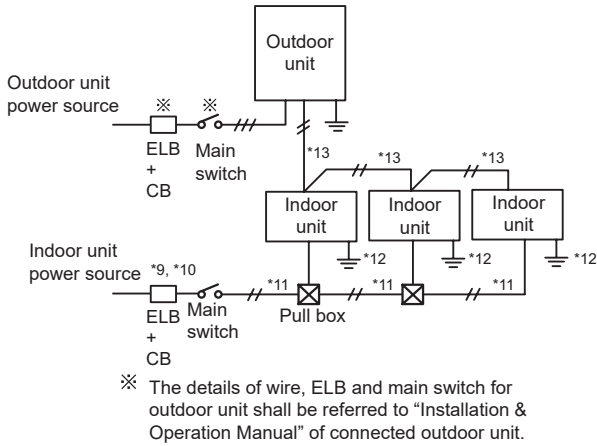 Outdoor
unit
Outdoor unit
power source
※ ※
ELB
+
CB
Main
switch
*13
*13
*13
Indoor
unit
Indoor
unit
Indoor
unit
*12
*12
*12
Indoor unit
power source
*9, *10
*11
*11
*11
ELB
+
CB
Main
switch
Pull box
※ The details of wire, ELB and main switch for
outdoor unit shall be referred to “Installation &
Operation Manual” of connected outdoor unit.